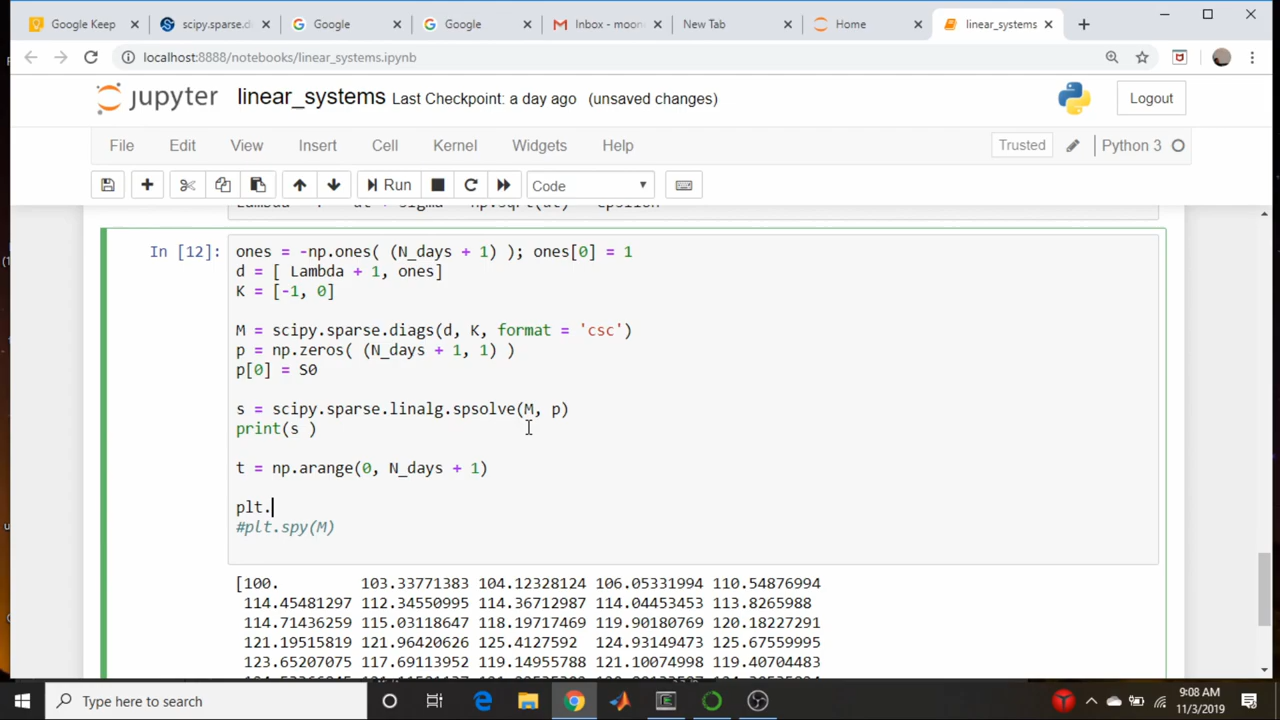 Google Keep
scipy.sparse.di
Google
Google
Inbox - moon
New Tab
Home
linear_systems
localhost:8888/notebooks/linear_systems.ipynb
jupyter linear_systems Last Checkpoint: a day ago (unsaved changes)
Logout
File Edit View Insert Cell Kernel Widgets Help
Trusted Python 3
Run Code
In [12]:
ones = -np.ones( (N_days + 1) ); ones[0] = 1
d = [ Lambda + 1, ones]
K = [-1, 0]
M = scipy.sparse.diags(d, K, format = 'csc')
p = np.zeros( (N_days + 1, 1) )
p[0] = S0
s = scipy.sparse.linalg.spsolve(M, p)
print(s )
t = np.arange(0, N_days + 1)
plt.
#plt.spy(M)
[100. 103.33771383 104.12328124 106.05331994 110.54876994
114.45481297 112.34550995 114.36712987 114.04453453 113.8265988
114.71436259 115.03118647 118.19717469 119.90180769 120.18227291
121.19515819 121.96420626 125.4127592 124.93149473 125.67559995
123.65207075 117.69113952 119.14955788 121.10074998 119.40704483
Type here to search
9:08 AM
11/3/2019